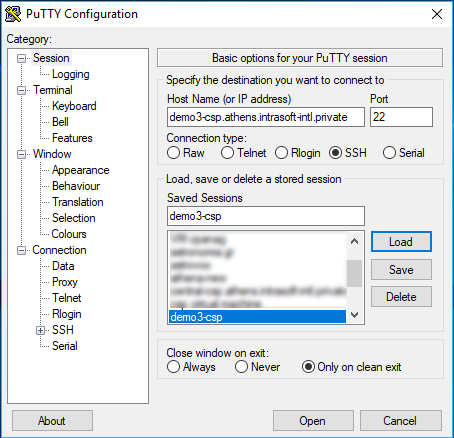 PuTTY Configuration
Category:
Session
Logging
Terminal
Keyboard
Bell
Features
Window
Appearance
Behaviour
Translation
Selection
Colours
Connection
Data
Proxy
Telnet
Rlogin
SSH
Serial
Basic options for your PuTTY session
Specify the destination you want to connect to
Host Name (or IP address) Port
demo3-csp.athens.intrasoft-intl.private 22
Connection type:
Raw Telnet Rlogin SSH Serial
Load, save or delete a stored session
Saved Sessions
demo3-csp
Load
Save
Delete
demo3-csp
Close window on exit:
Always Never Only on clean exit
About Open Cancel